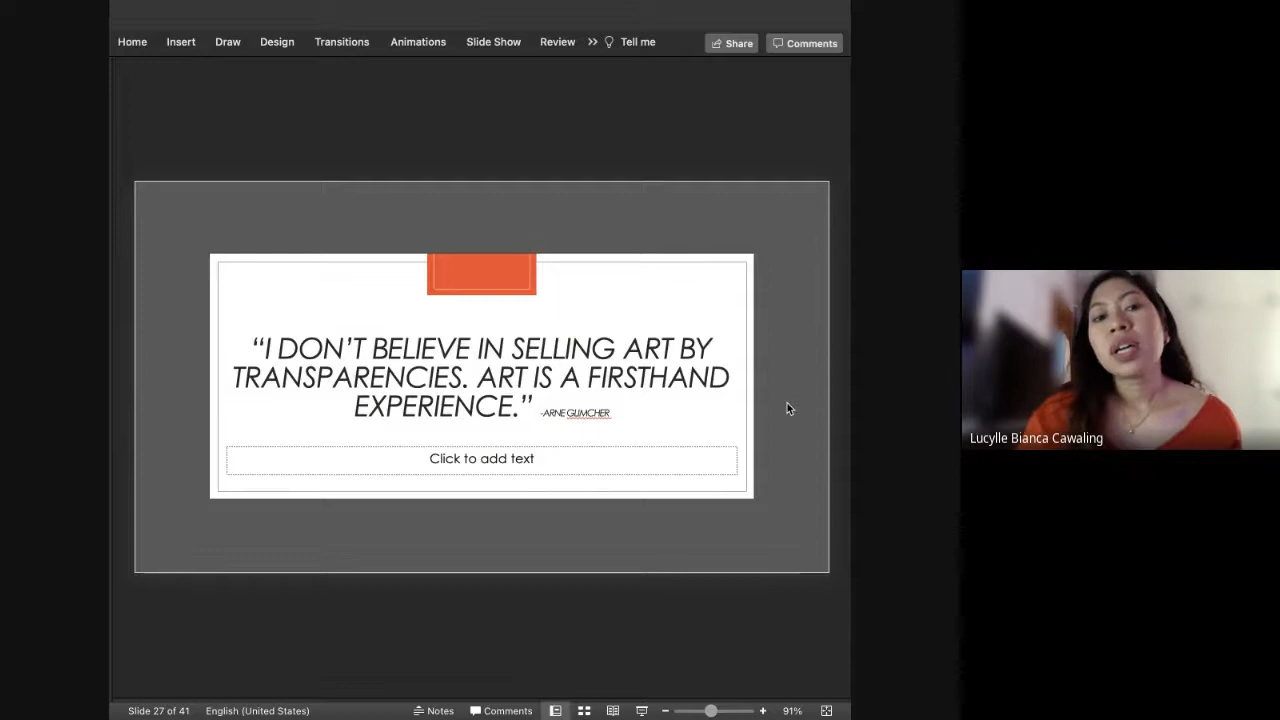 Home Insert Draw Design Transitions Animations Slide Show Review Tell me Share Comments
“I DON’T BELIEVE IN SELLING ART BY
TRANSPARENCIES. ART IS A FIRSTHAND
EXPERIENCE.” -ARNE GLIMCHER
Click to add text
Lucylle Bianca Cawaling
Slide 27 of 41 English (United States) Notes Comments 91%